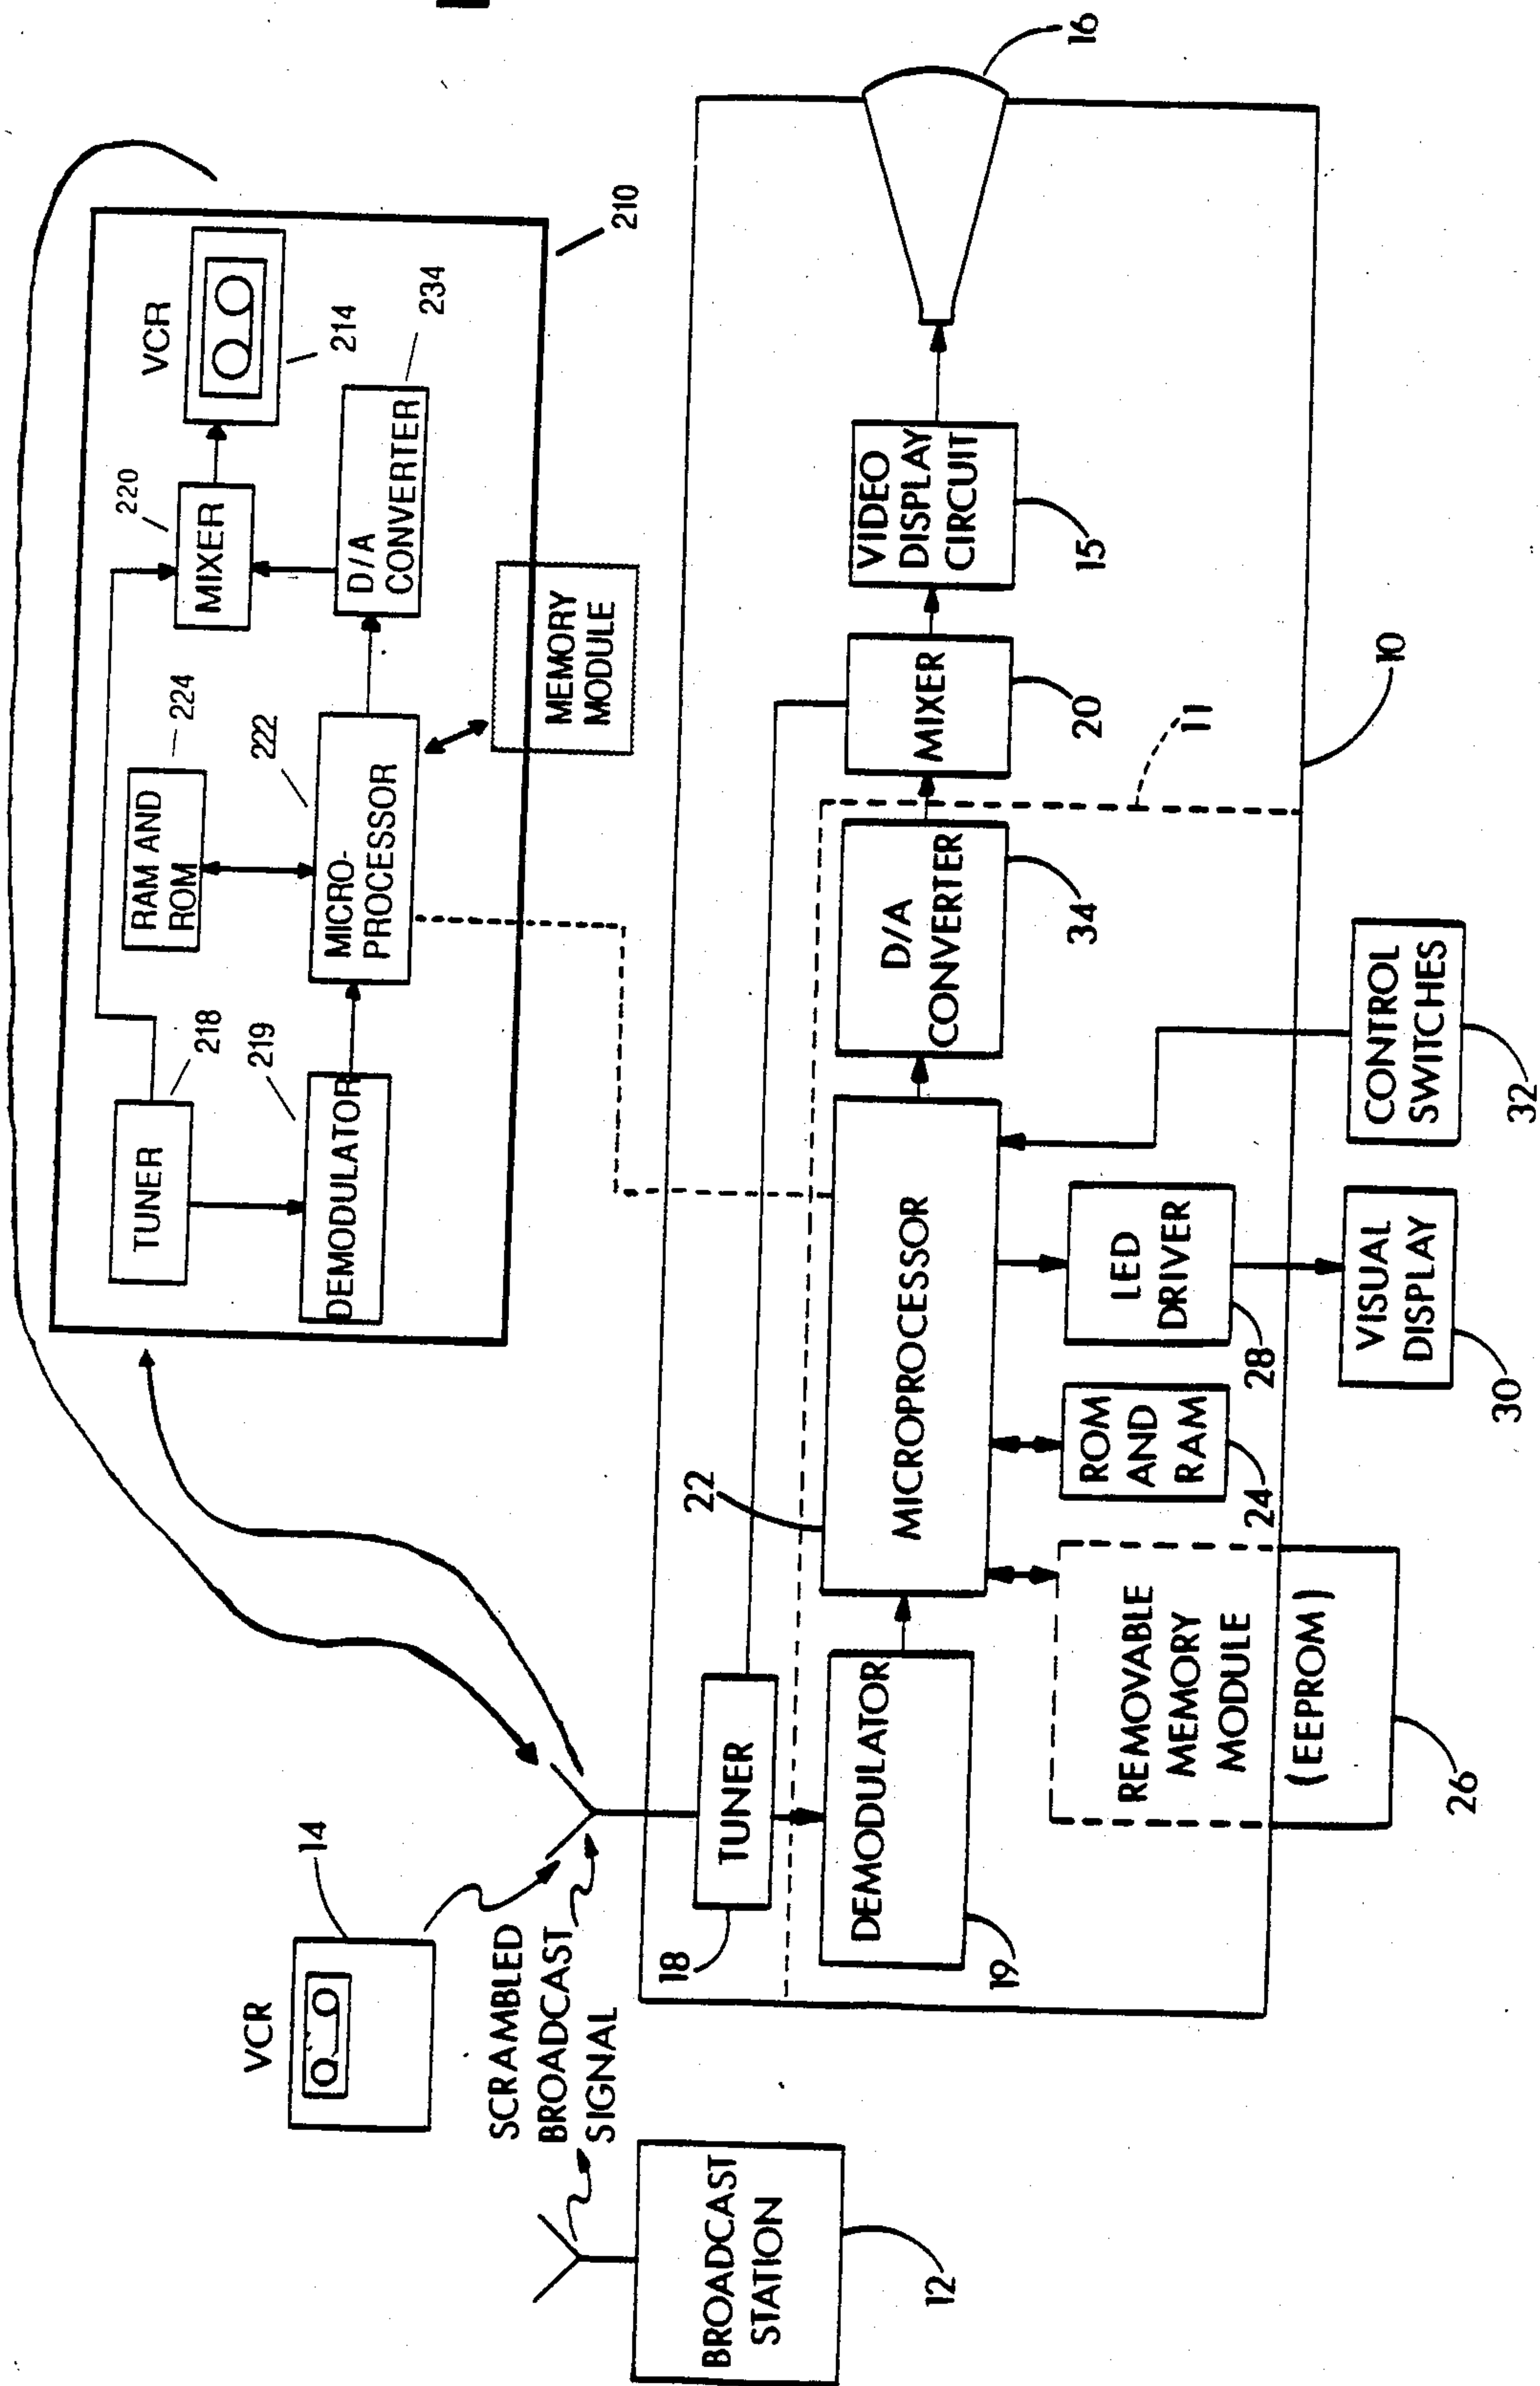 VCR
14
SCRAMBLED
BROADCAST
SIGNAL
BROADCAST
STATION
12
TUNER
218
DEMODULATOR
219
RAM AND
ROM
224
MICRO-
PROCESSOR
222
MIXER
220
VCR
214
D/A
CONVERTER
234
MEMORY
MODULE
210
TUNER
18
DEMODULATOR
19
MICROPROCESSOR
22
D/A
CONVERTER
34
MIXER
20
VIDEO
DISPLAY
CIRCUIT
15
16
11
10
REMOVABLE
MEMORY
MODULE
(EEPROM)
26
ROM
AND
RAM
24
LED
DRIVER
28
VISUAL
DISPLAY
30
CONTROL
SWITCHES
32